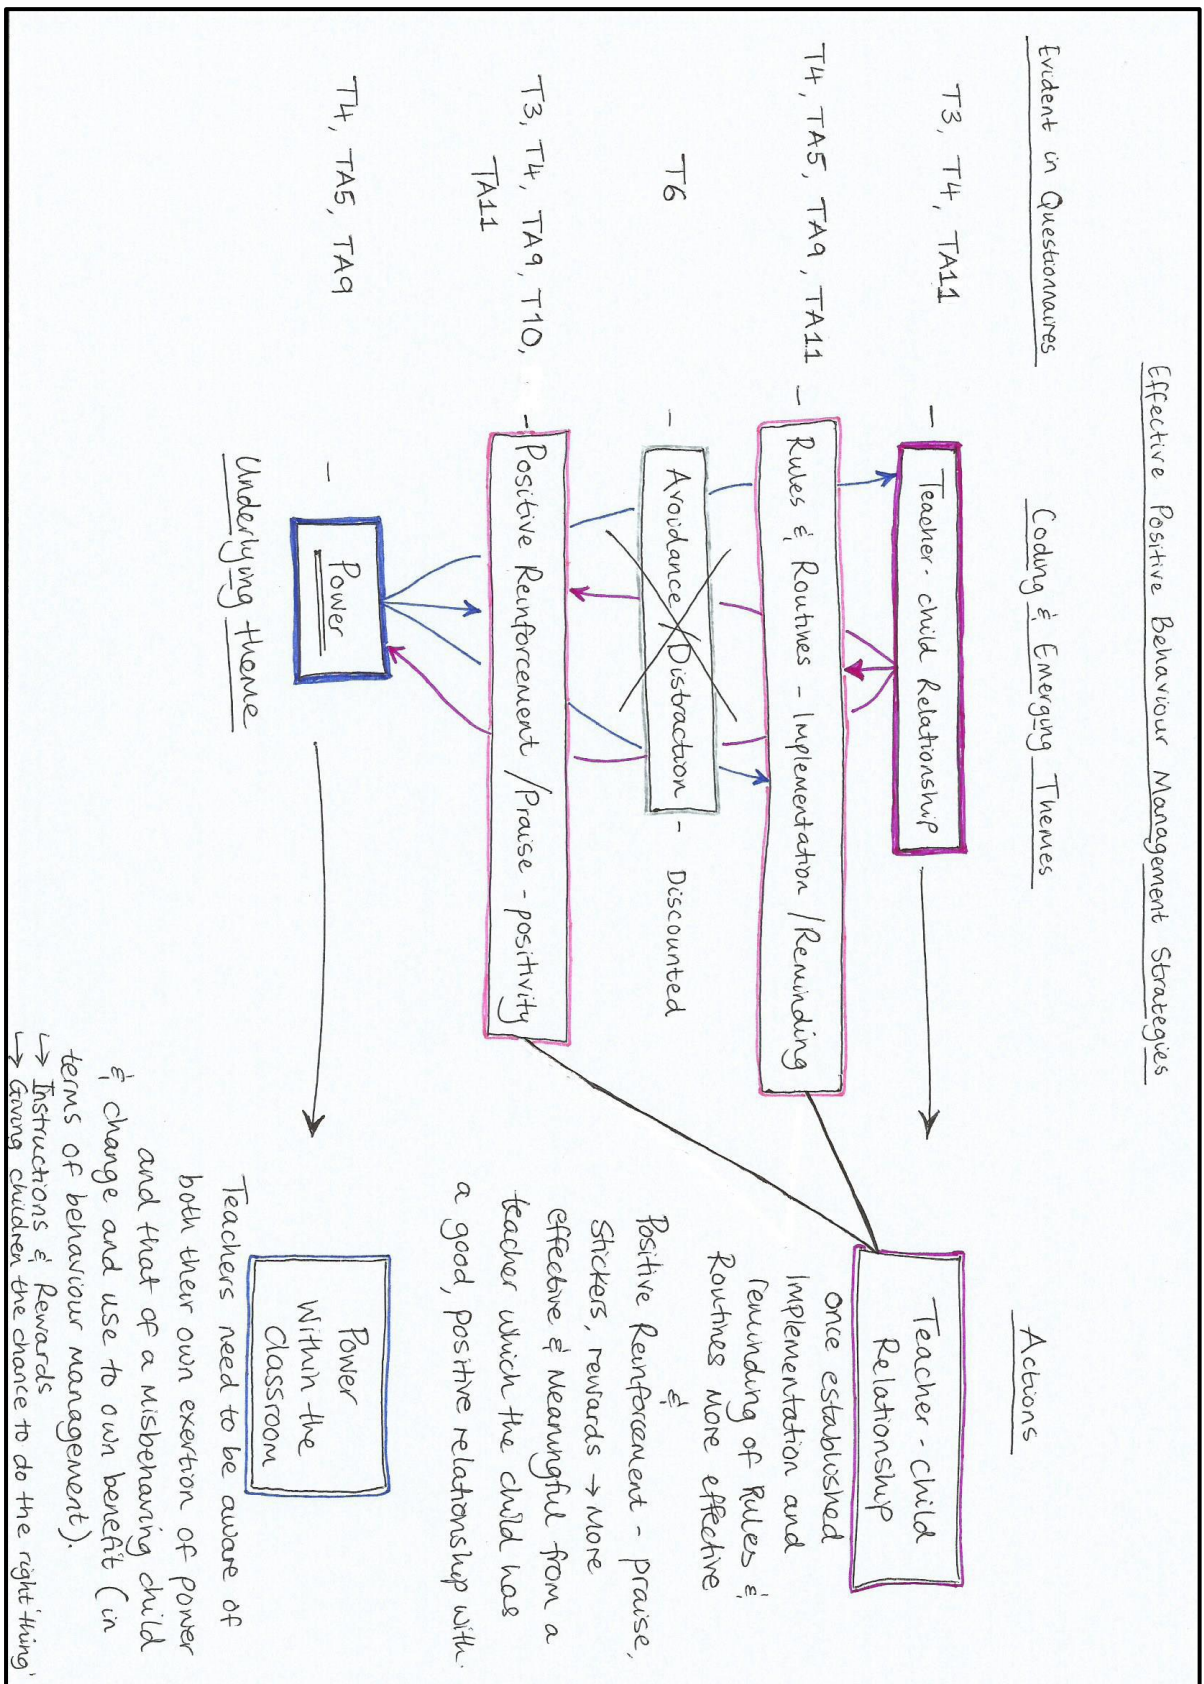 Effective Positive Behaviour Management Strategies
Evident in Questionnaires
Coding & Emerging Themes
Actions
T3, T4, TA11
- Teacher-child Relationship
T4, TA5, TA9, TA11
- Rules & Routines - Implementation / Reminding
T6
- Avoidance / Distraction - Discounted
T3, T4, TA9, T10,
TA11
- Positive Reinforcement / Praise - positivity
T4, TA5, TA9
- Power
Underlying theme
Teacher - child
Relationship
once established
Implementation and
reminding of Rules &
Routines More effective
&
Positive Reinforcement - praise,
Stickers, rewards → More
effective & Meaningful from a
teacher which the child has
a good, positive relationship with.
Power
Within the
Classroom
Teachers need to be aware of
both their own exertion of power
and that of a misbehaving child
& change and use to own benefit (in
terms of behaviour management).
↳ Instructions & Rewards
↳ Giving children the chance to do the right 'thing'